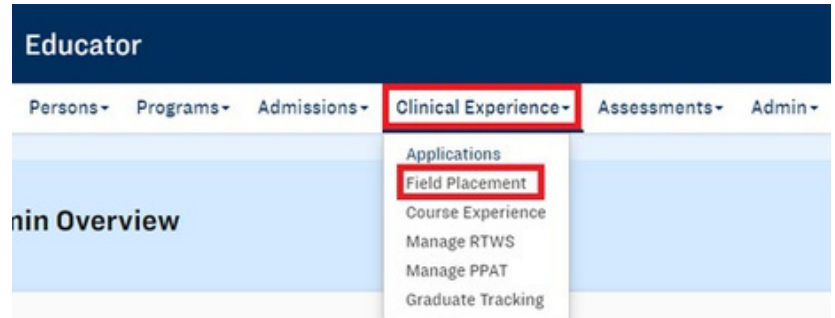 Educator
Persons Programs Admissions Clinical Experience Assessments Admin
Applications
Field Placement
Course Experience
min Overview
Manage RTWS
Manage PPAT
Graduate Tracking